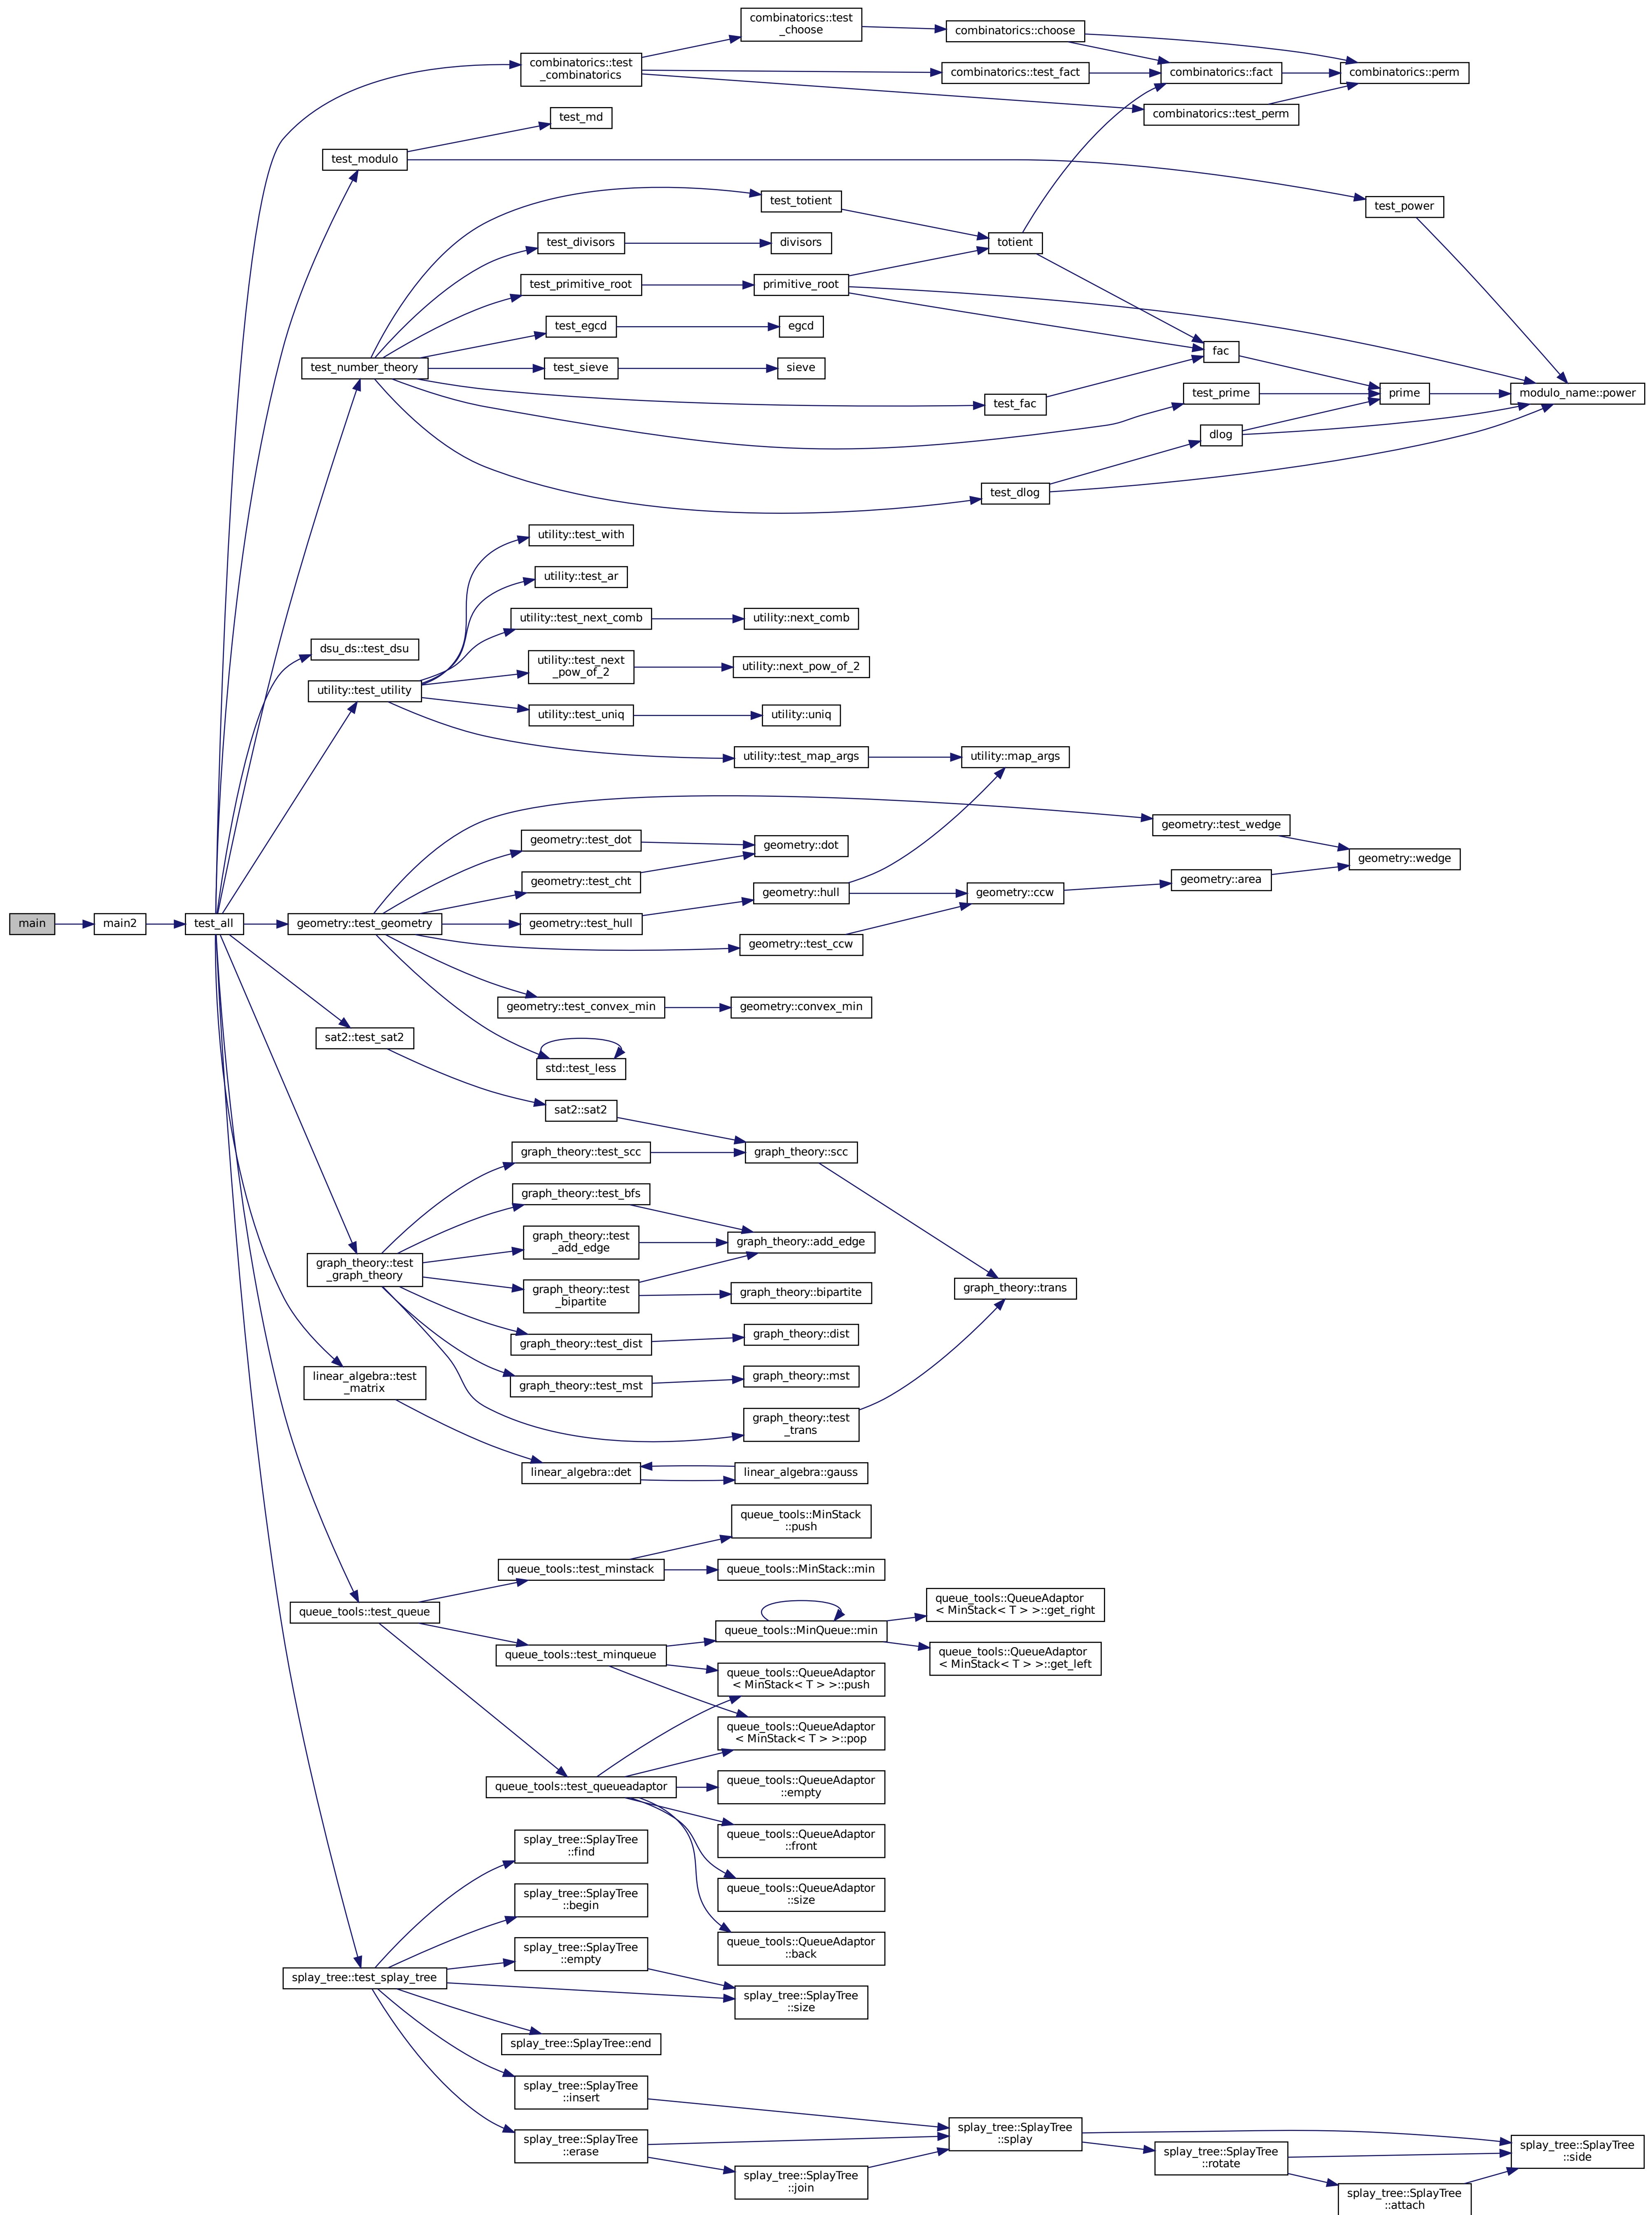 combinatorics::test
_choose
combinatorics::choose
combinatorics::test
_combinatorics
combinatorics::test_fact
combinatorics::fact
combinatorics::perm
combinatorics::test_perm
test_md
test_modulo
test_power
test_totient
totient
test_divisors
divisors
test_primitive_root
primitive_root
test_egcd
egcd
fac
test_number_theory
test_sieve
sieve
test_prime
prime
modulo_name::power
test_fac
dlog
test_dlog
utility::test_with
utility::test_ar
utility::test_next_comb
utility::next_comb
dsu_ds::test_dsu
utility::test_next
_pow_of_2
utility::next_pow_of_2
utility::test_utility
utility::test_uniq
utility::uniq
utility::test_map_args
utility::map_args
geometry::test_wedge
geometry::test_dot
geometry::dot
geometry::wedge
geometry::test_cht
geometry::hull
geometry::ccw
geometry::area
main
main2
test_all
geometry::test_geometry
geometry::test_hull
geometry::test_ccw
geometry::test_convex_min
geometry::convex_min
sat2::test_sat2
std::test_less
sat2::sat2
graph_theory::test_scc
graph_theory::scc
graph_theory::test_bfs
graph_theory::test
_add_edge
graph_theory::add_edge
graph_theory::test
_graph_theory
graph_theory::test
_bipartite
graph_theory::bipartite
graph_theory::trans
graph_theory::test_dist
graph_theory::dist
linear_algebra::test
_matrix
graph_theory::test_mst
graph_theory::mst
graph_theory::test
_trans
linear_algebra::det
linear_algebra::gauss
queue_tools::MinStack
::push
queue_tools::test_minstack
queue_tools::MinStack::min
queue_tools::test_queue
queue_tools::QueueAdaptor
< MinStack< T > >::get_right
queue_tools::MinQueue::min
queue_tools::test_minqueue
queue_tools::QueueAdaptor
< MinStack< T > >::get_left
queue_tools::QueueAdaptor
< MinStack< T > >::push
queue_tools::QueueAdaptor
< MinStack< T > >::pop
queue_tools::test_queueadaptor
queue_tools::QueueAdaptor
::empty
queue_tools::QueueAdaptor
::front
splay_tree::SplayTree
::find
queue_tools::QueueAdaptor
::size
splay_tree::SplayTree
::begin
queue_tools::QueueAdaptor
::back
splay_tree::SplayTree
::empty
splay_tree::test_splay_tree
splay_tree::SplayTree
::size
splay_tree::SplayTree::end
splay_tree::SplayTree
::insert
splay_tree::SplayTree
::splay
splay_tree::SplayTree
::erase
splay_tree::SplayTree
::side
splay_tree::SplayTree
::rotate
splay_tree::SplayTree
::join
splay_tree::SplayTree
::attach